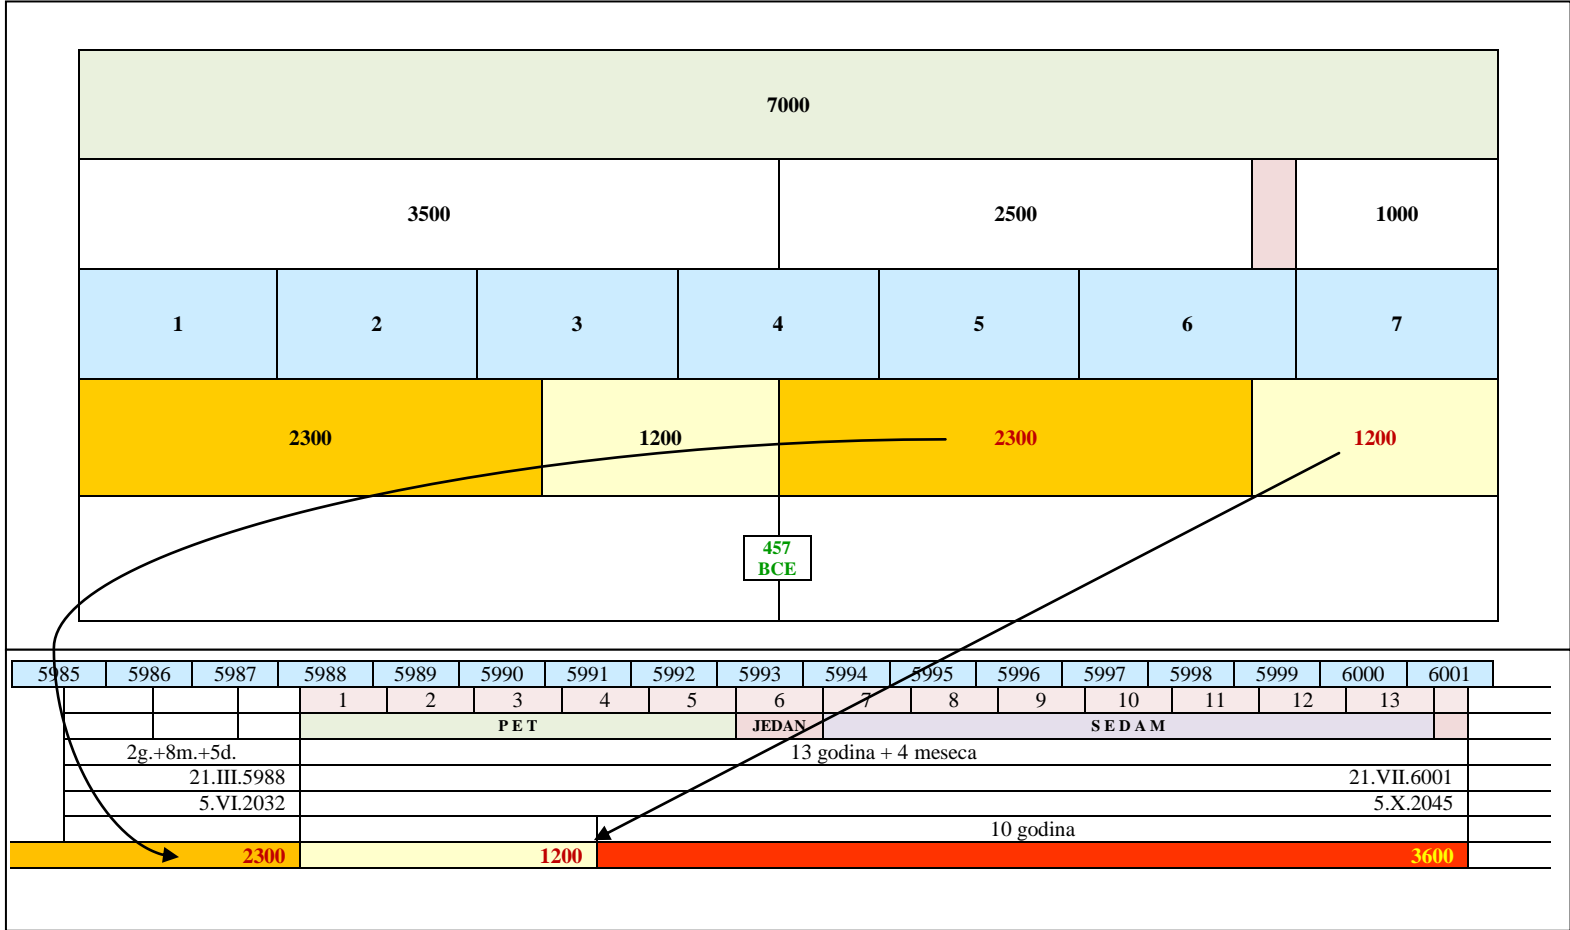 7000
3500 2500 1000
1 2 3 4 5 6 7
2300 1200 2300 1200
457
BCE
5985 5986 5987 5988 5989 5990 5991 5992 5993 5994 5995 5996 5997 5998 5999 6000 6001
1 2 3 4 5 6 7 8 9 10 11 12 13
P E T JEDAN S E D A M
2g.+8m.+5d. 13 godina + 4 meseca
21.III.5988 21.VII.6001
5.VI.2032 5.X.2045
10 godina
2300 1200 3600